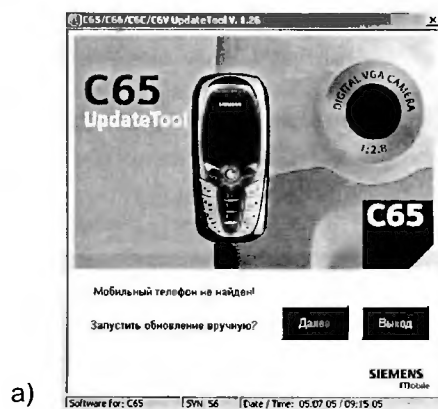 C65/C66/C6C/C6V UpdateTool V. 1.26
x
C65
UpdateTool
SIEMENS
DIGITAL VGA CAMERA
1:2.8
C65
Мобильный телефон не найден!
Запустить обновление вручную?
Далее
Выход
SIEMENS
mobile
а)
Software for: C65
SVN 56
Date / Time: 05.07.05 / 09:15:05